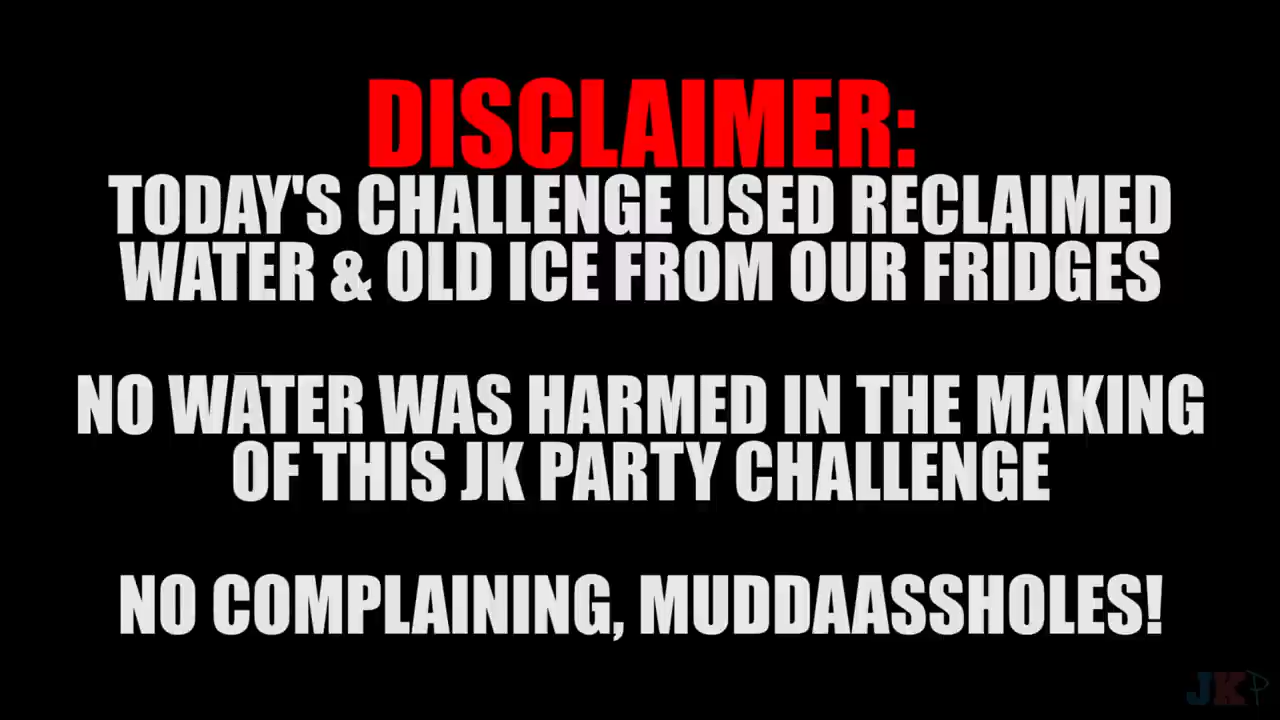 DISCLAIMER:
TODAY'S CHALLENGE USED RECLAIMED
WATER & OLD ICE FROM OUR FRIDGES
NO WATER WAS HARMED IN THE MAKING
OF THIS JK PARTY CHALLENGE
NO COMPLAINING, MUDDAASSHOLES!
JKP